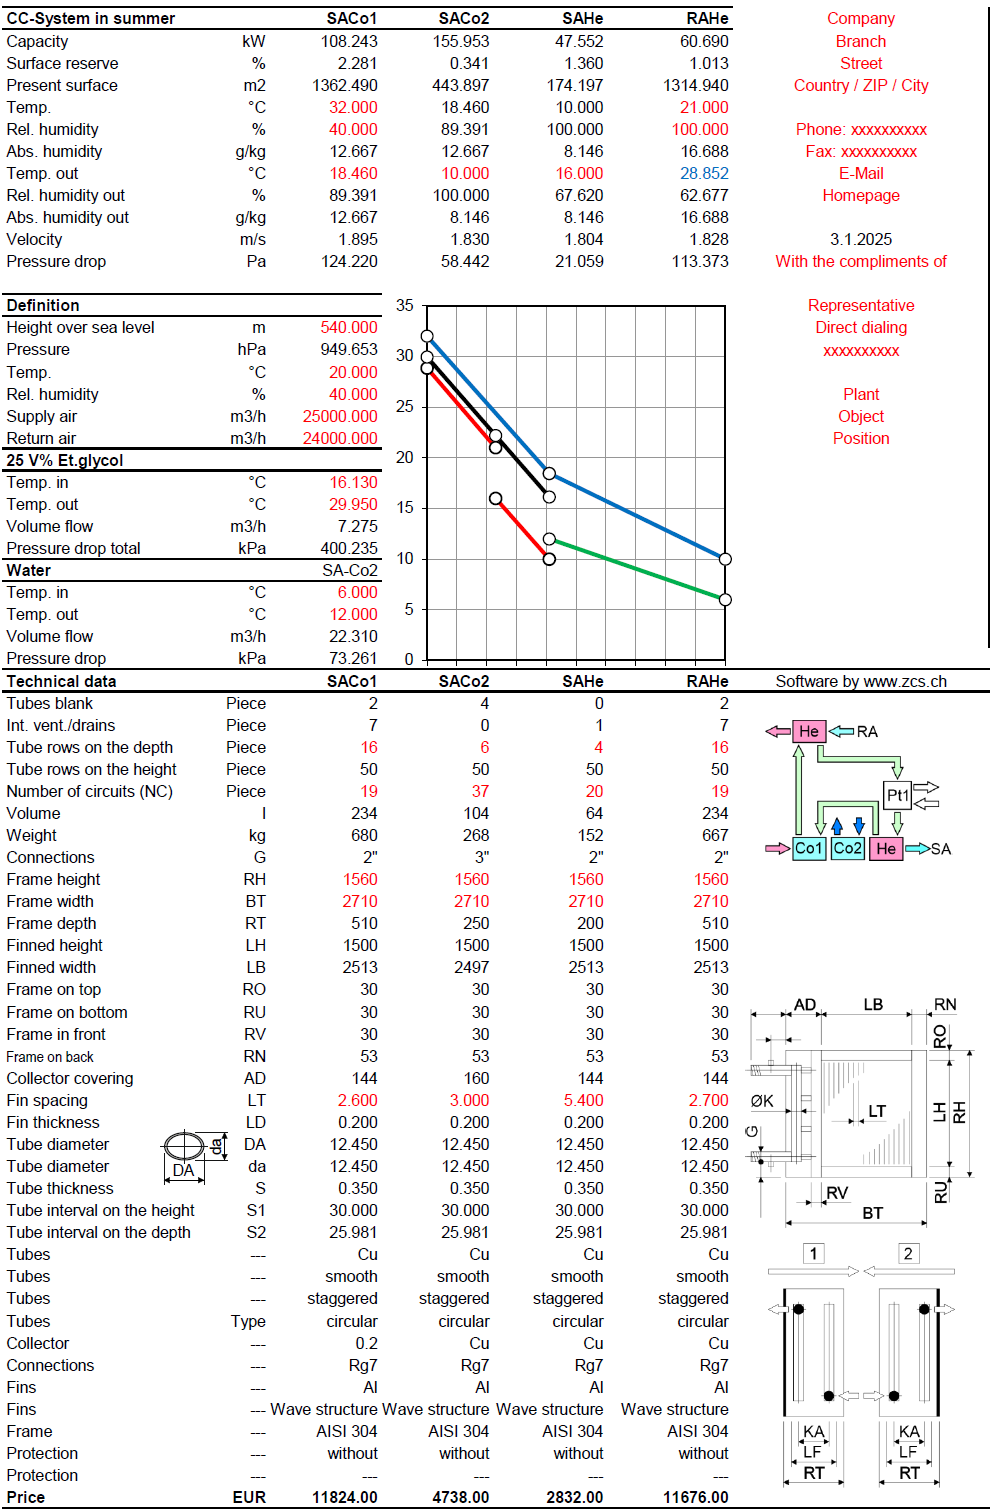 CC-System in summer SACo1 SACo2 SAHe RAHe Company
Capacity kW 108.243 155.953 47.552 60.690 Branch
Surface reserve % 2.281 0.341 1.360 1.013 Street
Present surface m2 1362.490 443.897 174.197 1314.940 Country / ZIP / City
Temp. °C 32.000 18.460 10.000 21.000
Rel. humidity % 40.000 89.391 100.000 100.000 Phone: xxxxxxxxxx
Abs. humidity g/kg 12.667 12.667 8.146 16.688 Fax: xxxxxxxxxx
Temp. out °C 18.460 10.000 16.000 28.852 E-Mail
Rel. humidity out % 89.391 100.000 67.620 62.677 Homepage
Abs. humidity out g/kg 12.667 8.146 8.146 16.688
Velocity m/s 1.895 1.830 1.804 1.828 3.1.2025
Pressure drop Pa 124.220 58.442 21.059 113.373 With the compliments of
Definition 35 Representative
Height over sea level m 540.000 Direct dialing
Pressure hPa 949.653 30 xxxxxxxxxx
Temp. °C 20.000
Rel. humidity % 40.000 25 Plant
Supply air m3/h 25000.000 Object
Return air m3/h 24000.000 Position
25 V% Et.glycol 20
Temp. in °C 16.130
Temp. out °C 29.950 15
Volume flow m3/h 7.275
Pressure drop total kPa 400.235 10
Water SA-Co2
Temp. in °C 6.000
Temp. out °C 12.000 5
Volume flow m3/h 22.310
Pressure drop kPa 73.261 0
Technical data SACo1 SACo2 SAHe RAHe Software by www.zcs.ch
Tubes blank Piece 2 4 0 2
Int. vent./drains Piece 7 0 1 7
Tube rows on the depth Piece 16 6 4 16
Tube rows on the height Piece 50 50 50 50
Number of circuits (NC) Piece 19 37 20 19
Volume l 234 104 64 234
Weight kg 680 268 152 667
Connections G 2" 3" 2" 2"
Frame height RH 1560 1560 1560 1560
Frame width BT 2710 2710 2710 2710
Frame depth RT 510 250 200 510
Finned height LH 1500 1500 1500 1500
Finned width LB 2513 2497 2513 2513
Frame on top RO 30 30 30 30
Frame on bottom RU 30 30 30 30
Frame in front RV 30 30 30 30
Frame on back RN 53 53 53 53
Collector covering AD 144 160 144 144
Fin spacing LT 2.600 3.000 5.400 2.700
Fin thickness LD 0.200 0.200 0.200 0.200
Tube diameter DA 12.450 12.450 12.450 12.450
Tube diameter da 12.450 12.450 12.450 12.450
Tube thickness S 0.350 0.350 0.350 0.350
Tube interval on the height S1 30.000 30.000 30.000 30.000
Tube interval on the depth S2 25.981 25.981 25.981 25.981
Tubes --- Cu Cu Cu Cu
Tubes --- smooth smooth smooth smooth
Tubes --- staggered staggered staggered staggered
Tubes Type circular circular circular circular
Collector --- 0.2 Cu Cu Cu
Connections --- Rg7 Rg7 Rg7 Rg7
Fins --- Al Al Al Al
Fins --- Wave structure Wave structure Wave structure Wave structure
Frame --- AISI 304 AISI 304 AISI 304 AISI 304
Protection --- without without without without
Protection --- --- --- --- ---
Price EUR 11824.00 4738.00 2832.00 11676.00
DA
da
He RA
Pt1
Co1 Co2 He SA
AD LB RN
RO
ØK LT LH RH
G
RV RU
BT
1 2
KA KA
LF LF
RT RT